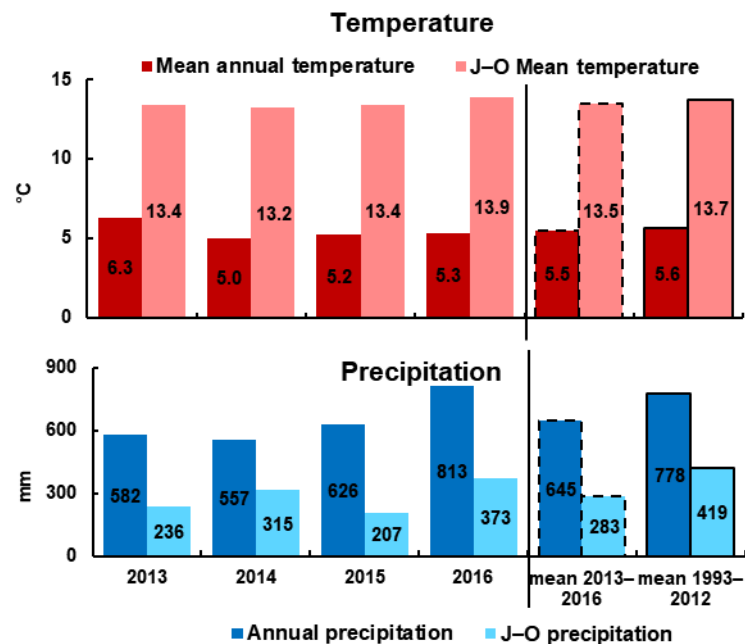 Temperature
Mean annual temperature J–O Mean temperature
15
10
5
0
°C
6.3 13.4 5.0 13.2 5.2 13.4 5.3 13.9 5.5 13.5 5.6 13.7
Precipitation
900
600
300
0
mm
582 236 557 315 626 207 813 373 645 283 778 419
2013 2014 2015 2016 mean 2013– mean 1993–
2016 2012
Annual precipitation J–O precipitation